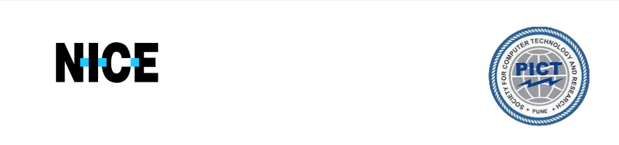 NICE
SOCIETY FOR COMPUTER TECHNOLOGY AND RESEARCH
PICT
• PUNE •